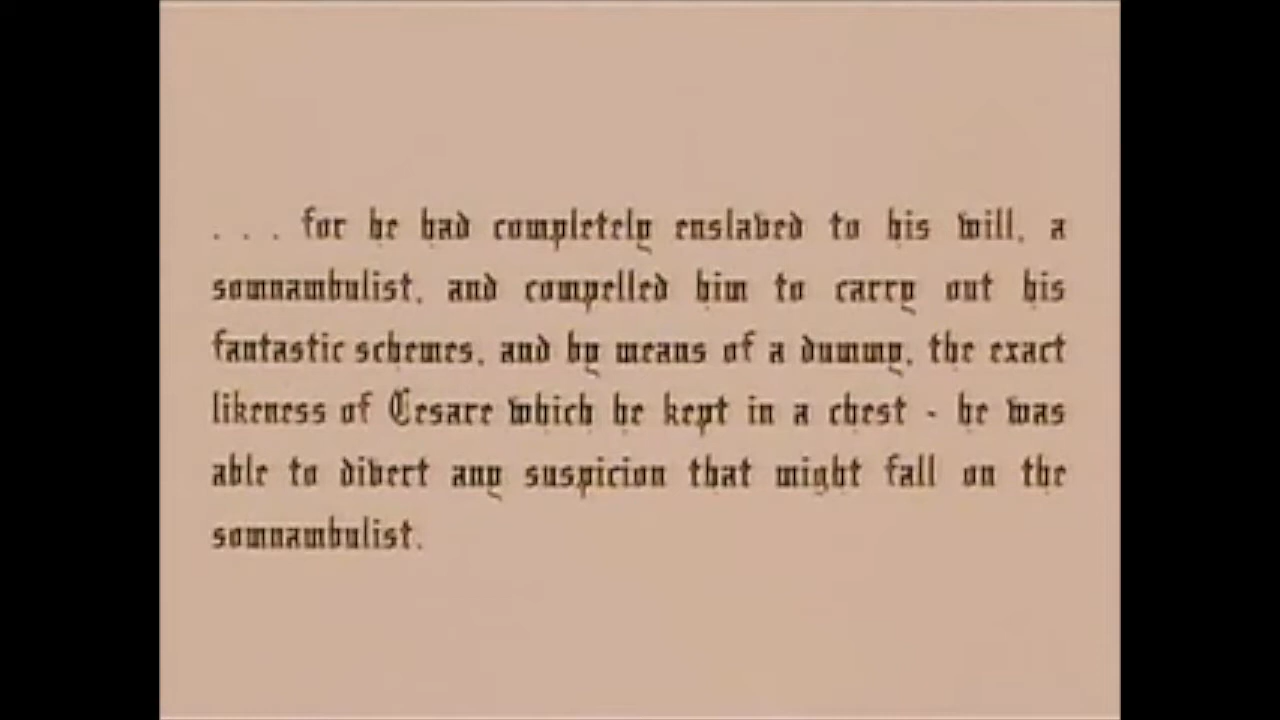 . . . for he had completely enslaved to his will, a
somnambulist, and compelled him to carry out his
fantastic schemes, and by means of a dummy, the exact
likeness of Cesare which he kept in a chest - he was
able to divert any suspicion that might fall on the
somnambulist.